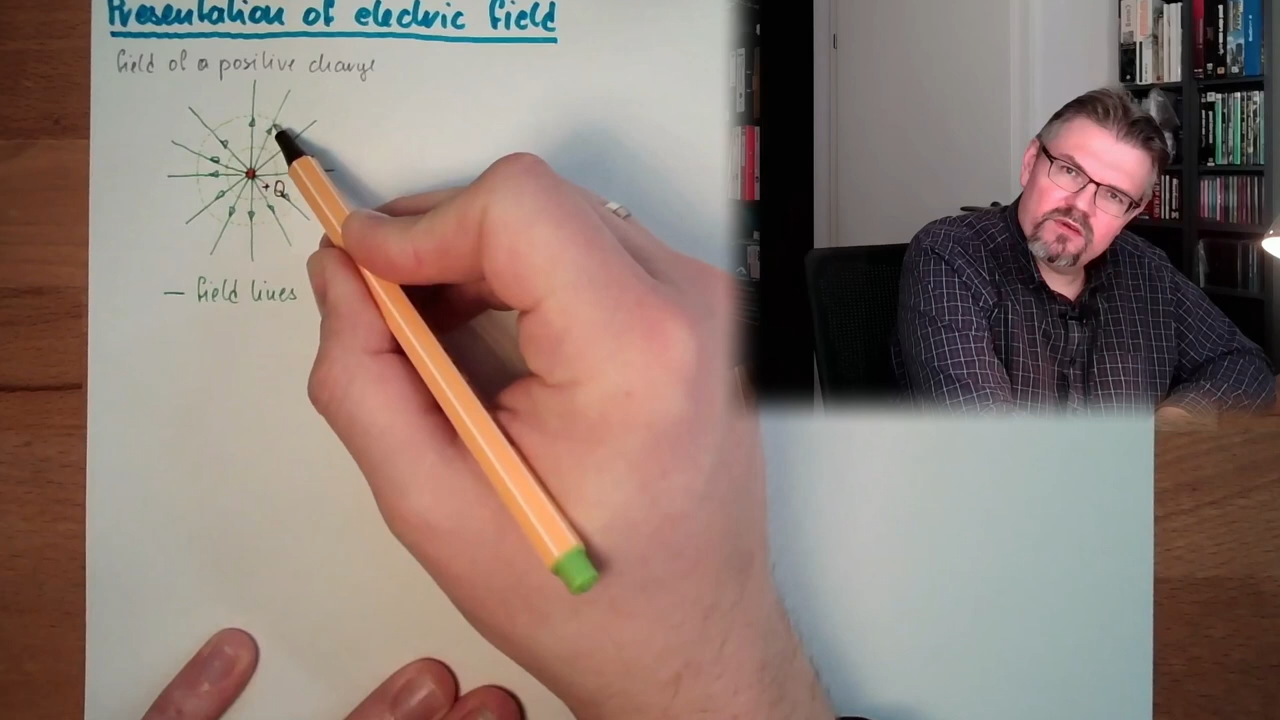 Presentation of electric field
field of a positive charge
+Q
— field lines